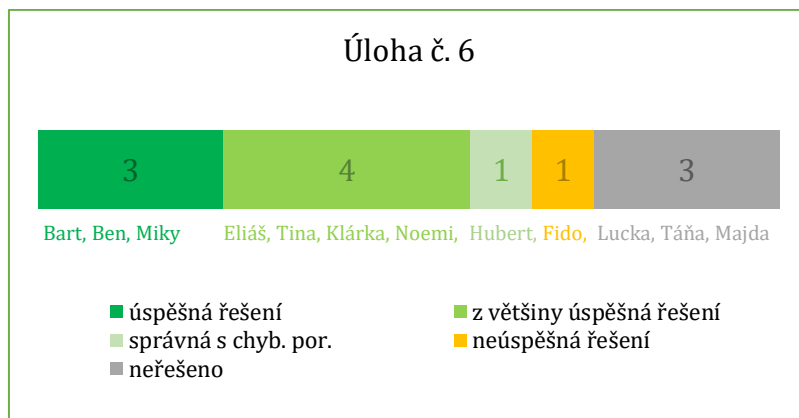 Úloha č. 6
3 4 1 1 3
Bart, Ben, Miky Eliáš, Tina, Klárka, Noemi, Hubert, Fido, Lucka, Táňa, Majda
úspěšná řešení z většiny úspěšná řešení
správná s chyb. por. neúspěšná řešení
neřešeno